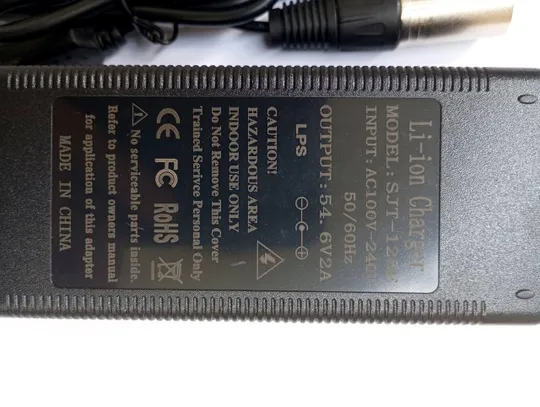 Li-ion Charger
MODEL: SJT-
INPUT: AC100V-240V
50/60Hz
OUTPUT: 54.6V2A
LPS
CAUTION!
HAZARDOUS AREA
INDOOR USE ONLY
Do Not Remove This Cover
Trained Serivce Personal Only
CE FC RoHS
No serviceable parts inside.
Refer to product owners manual
for application of this adapter
MADE IN CHINA